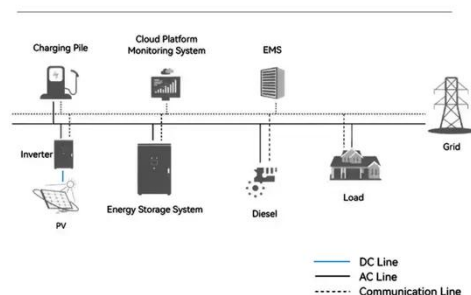 Charging Pile
Cloud Platform
Monitoring System
EMS
Grid
Inverter
PV
Energy Storage System
Diesel
Load
DC Line
AC Line
Communication Line